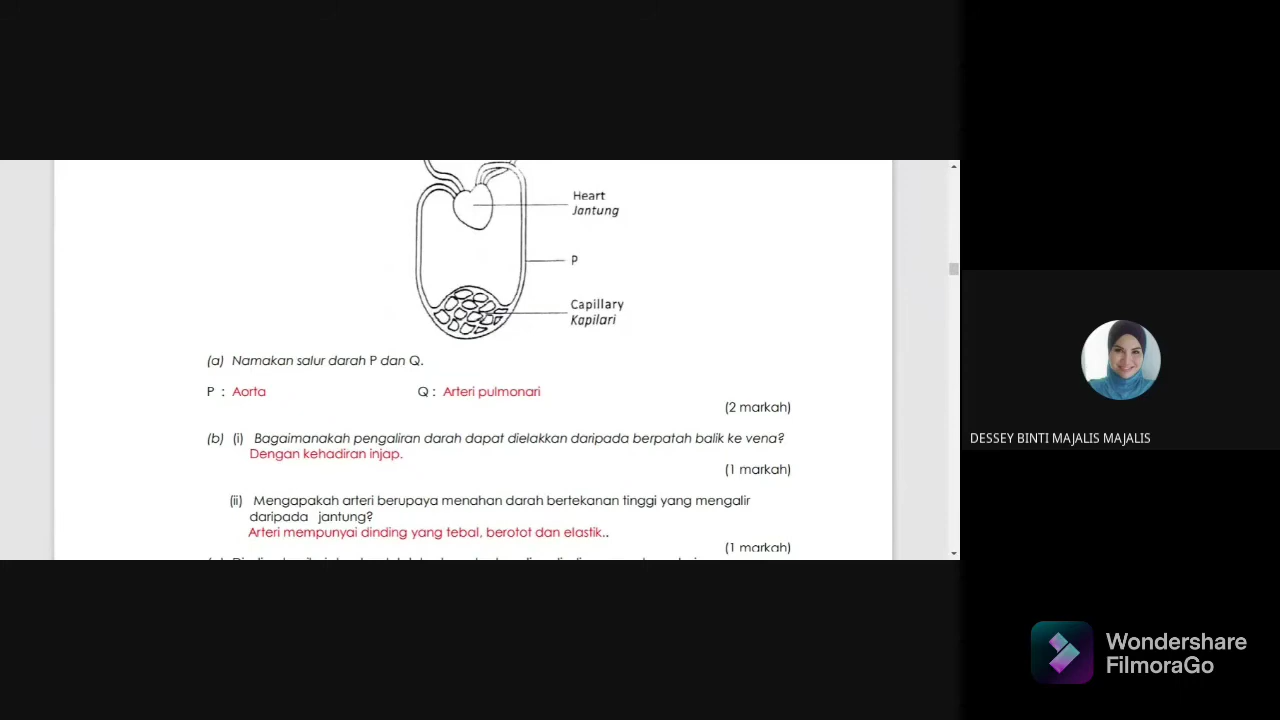 Heart
Jantung
P
Capillary
Kapilari
(a) Namakan salur darah P dan Q.
P : Aorta Q : Arteri pulmonari
(2 markah)
(b) (i) Bagaimanakah pengaliran darah dapat dielakkan daripada berpatah balik ke vena?
Dengan kehadiran injap.
(1 markah)
(ii) Mengapakah arteri berupaya menahan darah bertekanan tinggi yang mengalir
daripada jantung?
Arteri mempunyai dinding yang tebal, berotot dan elastik..
(1 markah)
DESSEY BINTI MAJALIS MAJALIS
Wondershare
FilmoraGo